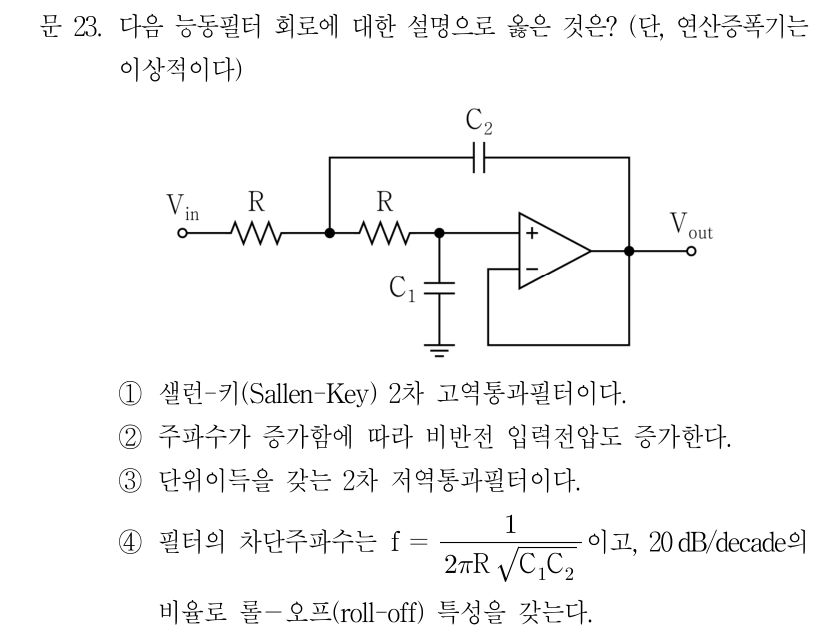 문 23. 다음 능동필터 회로에 대한 설명으로 옳은 것은? (단, 연산증폭기는
이상적이다)
C₂
V_in
R
R
V_out
+
−
C₁
① 샐런-키(Sallen-Key) 2차 고역통과필터이다.
② 주파수가 증가함에 따라 비반전 입력전압도 증가한다.
③ 단위이득을 갖는 2차 저역통과필터이다.
④ 필터의 차단주파수는 f = 1 / (2πR√(C₁C₂)) 이고, 20 dB/decade의
비율로 롤-오프(roll-off) 특성을 갖는다.